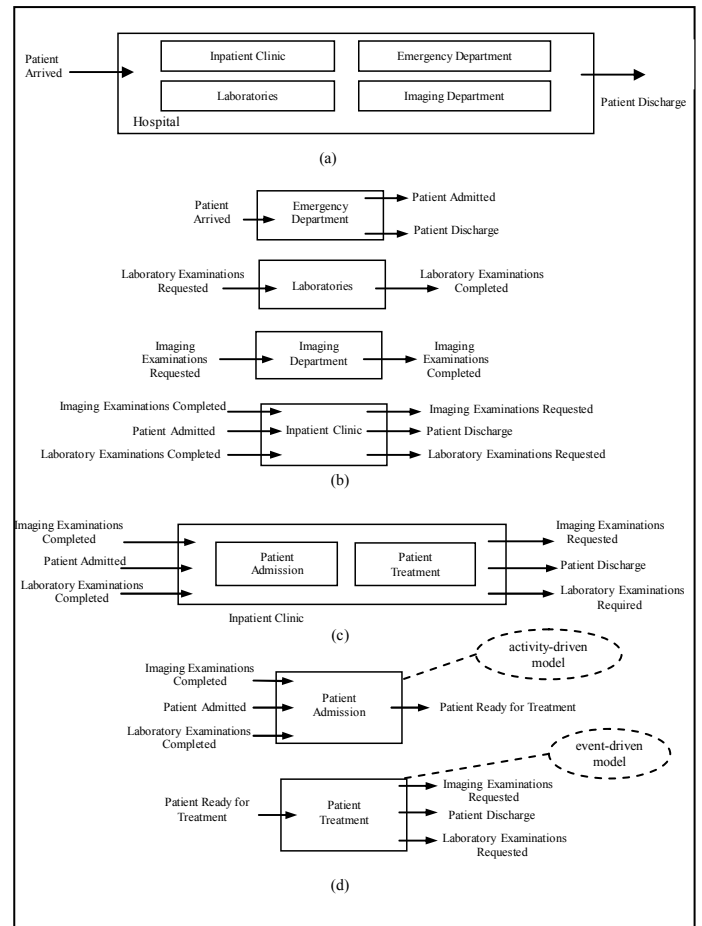 Patient
Arrived
Inpatient Clinic
Emergency Department
Laboratories
Imaging Department
Hospital
Patient Discharge
(a)
Patient
Arrived
Emergency
Department
Patient Admitted
Patient Discharge
Laboratory Examinations
Requested
Laboratories
Laboratory Examinations
Completed
Imaging
Examinations
Requested
Imaging
Department
Imaging
Examinations
Completed
Imaging Examinations Completed
Patient Admitted
Laboratory Examinations Completed
Inpatient Clinic
Imaging Examinations Requested
Patient Discharge
Laboratory Examinations Requested
(b)
Imaging Examinations
Completed
Patient Admitted
Laboratory Examinations
Completed
Patient
Admission
Patient
Treatment
Imaging Examinations
Requested
Patient Discharge
Laboratory Examinations
Required
Inpatient Clinic
(c)
activity-driven
model
Imaging Examinations
Completed
Patient Admitted
Laboratory Examinations
Completed
Patient
Admission
Patient Ready for Treatment
event-driven
model
Patient Ready for
Treatment
Patient
Treatment
Imaging Examinations
Requested
Patient Discharge
Laboratory Examinations
Requested
(d)